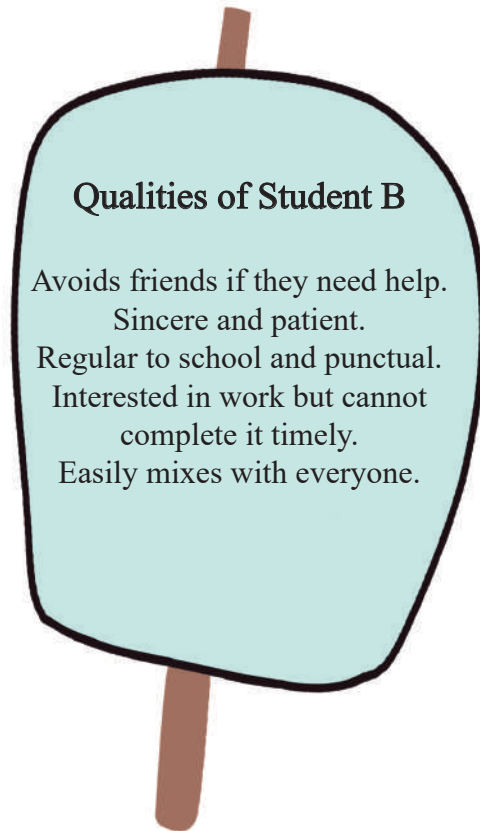 Qualities of Student B
Avoids friends if they need help.
Sincere and patient.
Regular to school and punctual.
Interested in work but cannot
complete it timely.
Easily mixes with everyone.